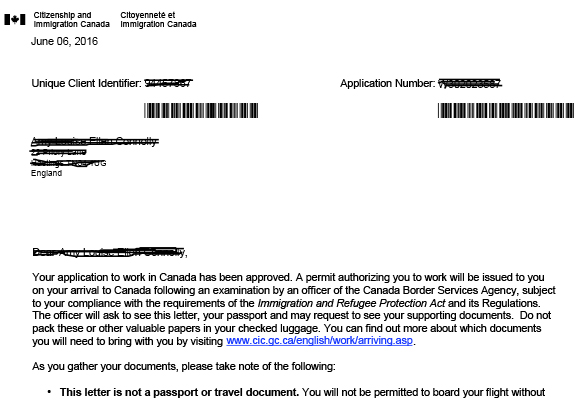 Citizenship and Citoyenneté et
Immigration Canada Immigration Canada
June 06, 2016
Unique Client Identifier:
Application Number:
England
Your application to work in Canada has been approved. A permit authorizing you to work will be issued to you
on your arrival to Canada following an examination by an officer of the Canada Border Services Agency, subject
to your compliance with the requirements of the Immigration and Refugee Protection Act and its Regulations.
The officer will ask to see this letter, your passport and may request to see your supporting documents. Do not
pack these or other valuable papers in your checked luggage. You can find out more about which documents
you will need to bring with you by visiting www.cic.gc.ca/english/work/arriving.asp.
As you gather your documents, please take note of the following:
• This letter is not a passport or travel document. You will not be permitted to board your flight without